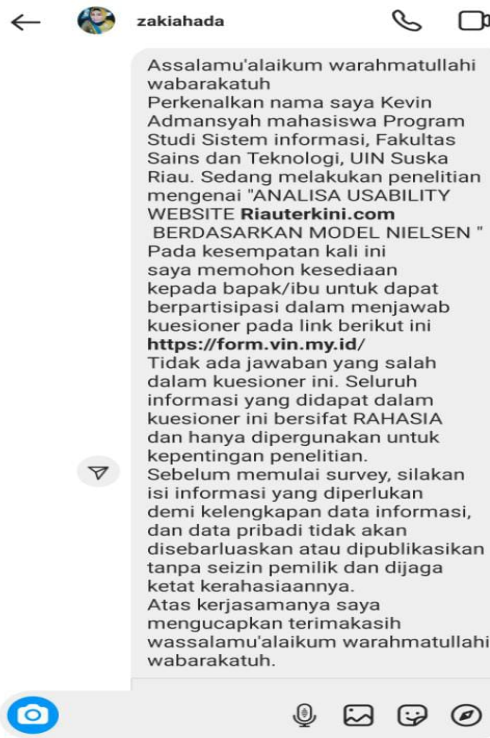 zakiahada
Assalamu'alaikum warahmatullahi
wabarakatuh
Perkenalkan nama saya Kevin
Admansyah mahasiswa Program
Studi Sistem informasi, Fakultas
Sains dan Teknologi, UIN Suska
Riau. Sedang melakukan penelitian
mengenai "ANALISA USABILITY
WEBSITE Riauterkini.com
BERDASARKAN MODEL NIELSEN "
Pada kesempatan kali ini
saya memohon kesediaan
kepada bapak/ibu untuk dapat
berpartisipasi dalam menjawab
kuesioner pada link berikut ini
https://form.vin.my.id/
Tidak ada jawaban yang salah
dalam kuesioner ini. Seluruh
informasi yang didapat dalam
kuesioner ini bersifat RAHASIA
dan hanya dipergunakan untuk
kepentingan penelitian.
Sebelum memulai survey, silakan
isi informasi yang diperlukan
demi kelengkapan data informasi,
dan data pribadi tidak akan
disebarluaskan atau dipublikasikan
tanpa seizin pemilik dan dijaga
ketat kerahasiaannya.
Atas kerjasamanya saya
mengucapkan terimakasih
wassalamu'alaikum warahmatullahi
wabarakatuh.